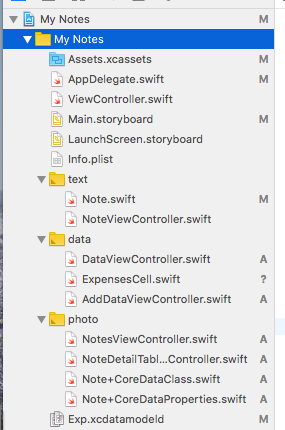 My Notes M
My Notes
Assets.xcassets M
AppDelegate.swift M
ViewController.swift
Main.storyboard M
LaunchScreen.storyboard
Info.plist
text
Note.swift M
NoteViewController.swift
data
DataViewController.swift A
ExpensesCell.swift ?
AddDataViewController.swift A
photo
NotesViewController.swift A
NoteDetailTabl...Controller.swift A
Note+CoreDataClass.swift A
Note+CoreDataProperties.swift A
Exp.xcdatamodeld